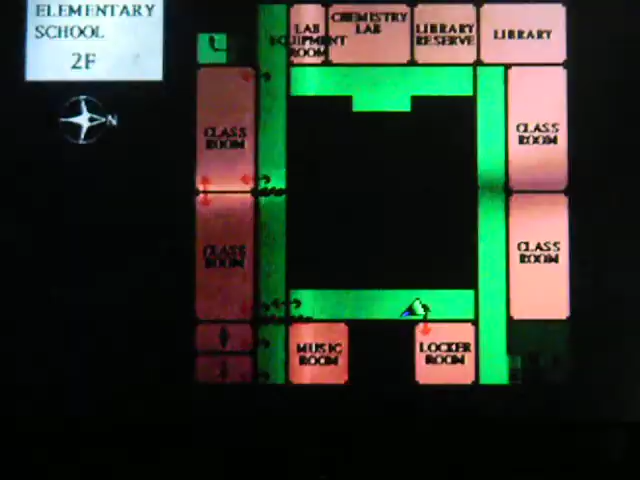 ELEMENTARY
SCHOOL
2F
N
LAB
EQUIPMENT
ROOM
CHEMISTRY
LAB
LIBRARY
RESERVE
LIBRARY
CLASS
ROOM
CLASS
ROOM
CLASS
ROOM
CLASS
ROOM
MUSIC
ROOM
LOCKER
ROOM